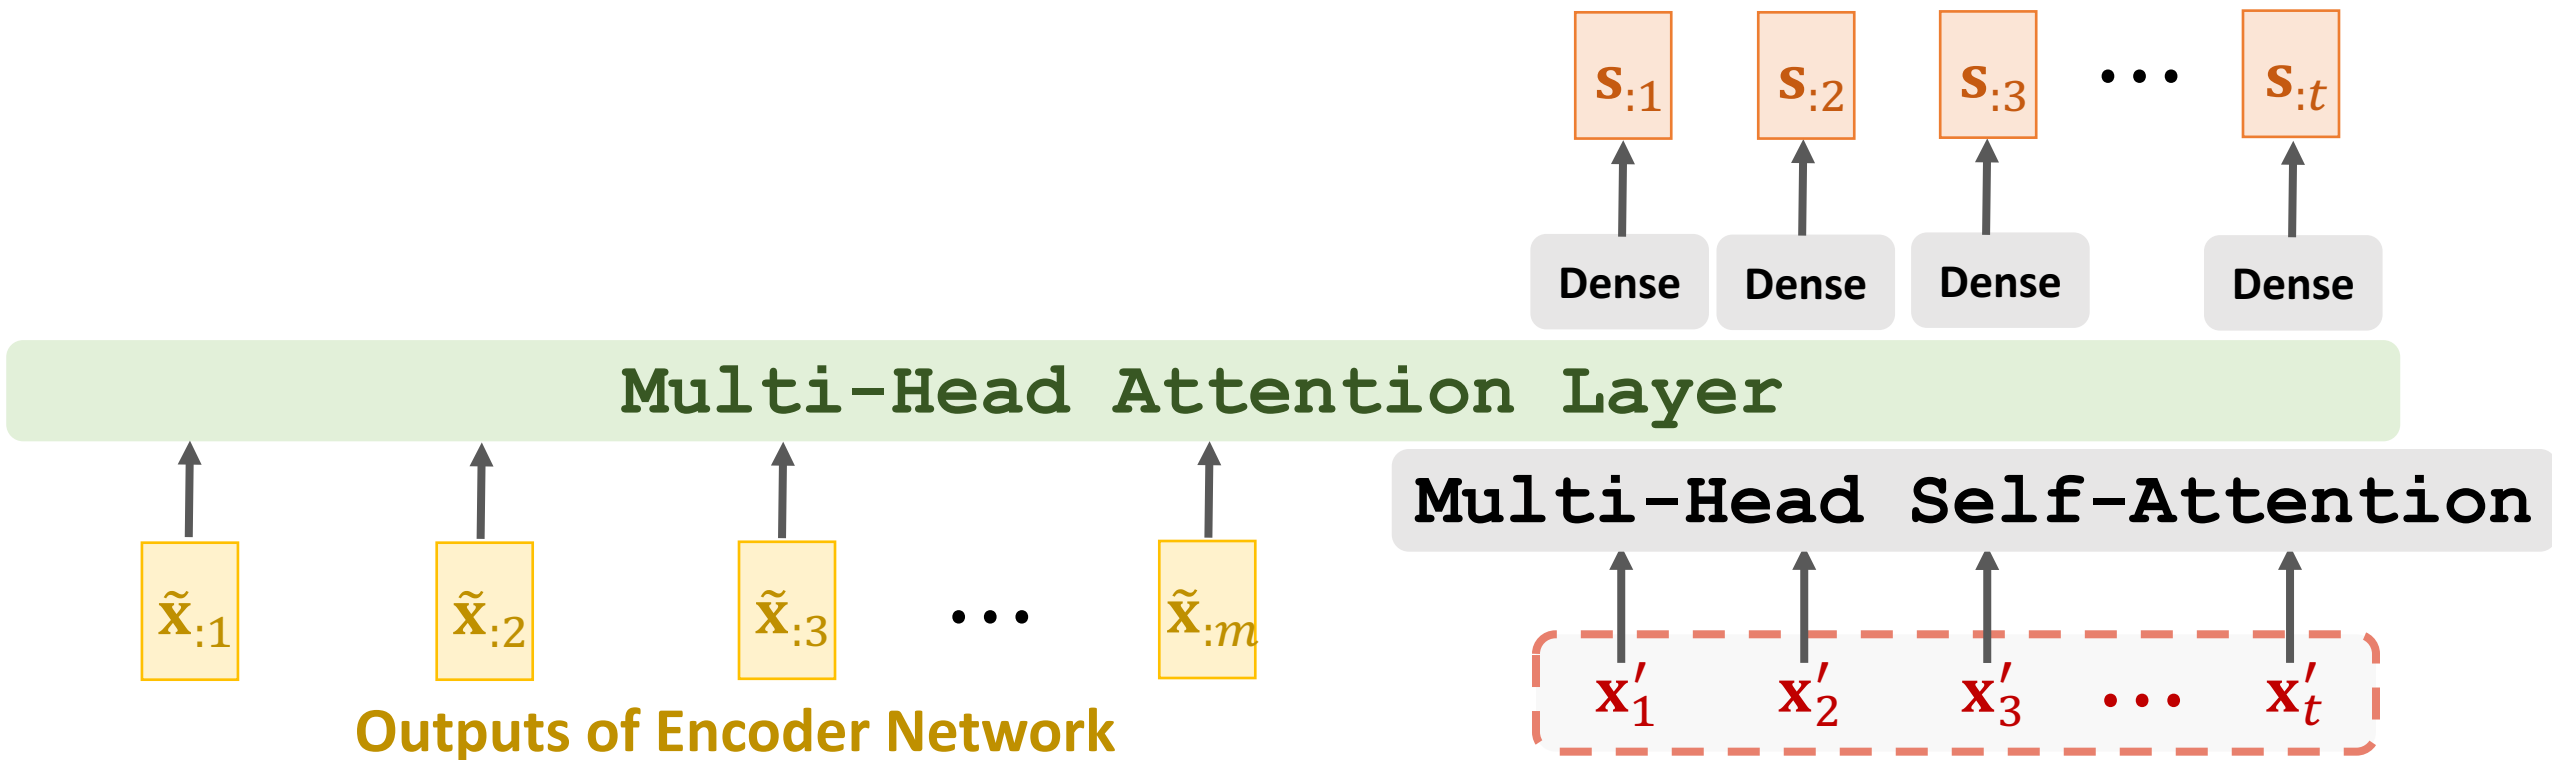 s:1 s:2 s:3 ... s:t
Dense Dense Dense Dense
Multi-Head Attention Layer
Multi-Head Self-Attention
x̃:1 x̃:2 x̃:3 ... x̃:m
x′1 x′2 x′3 ... x′t
Outputs of Encoder Network